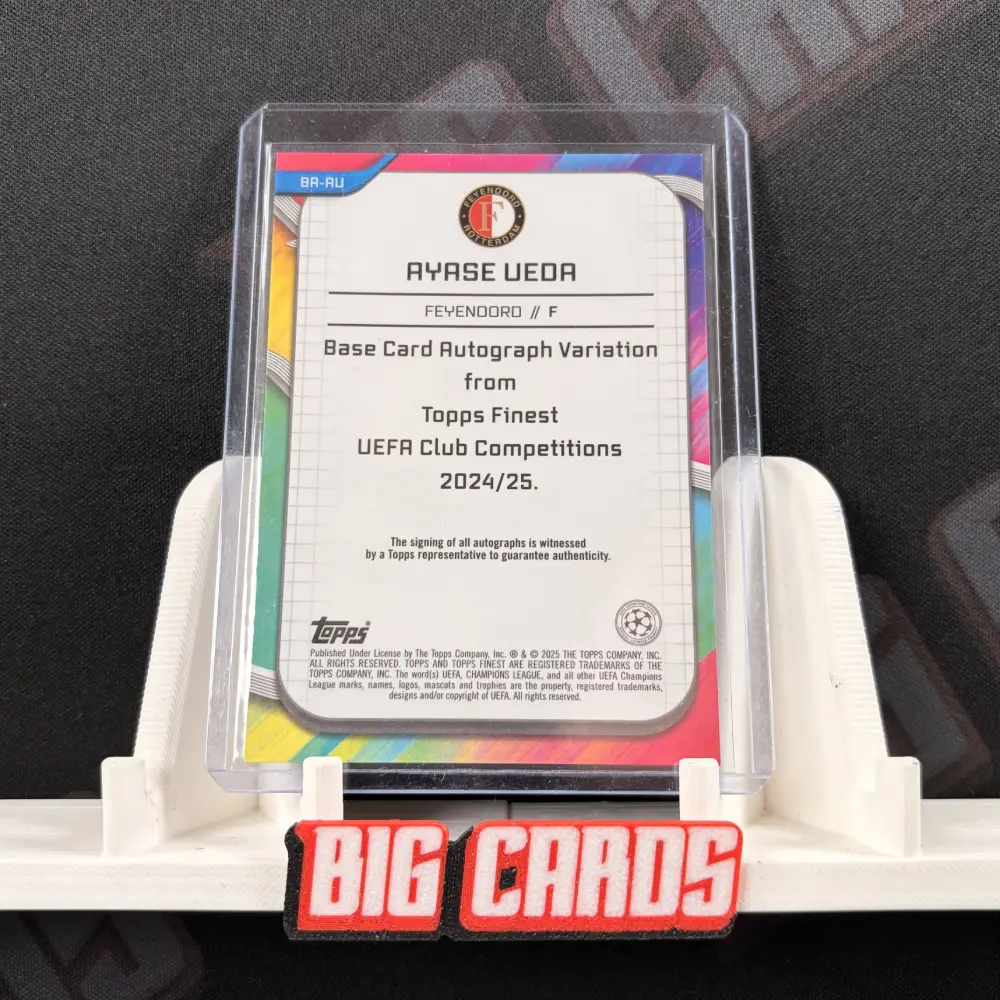 BA-AU
FEYENOORD
F
ROTTERDAM
AYASE UEDA
FEYENOORD // F
Base Card Autograph Variation
from
Topps Finest
UEFA Club Competitions
2024/25.
The signing of all autographs is witnessed
by a Topps representative to guarantee authenticity.
Topps®
Published Under License by The Topps Company, Inc. ® & © 2025 THE TOPPS COMPANY, INC.
ALL RIGHTS RESERVED. TOPPS AND TOPPS FINEST ARE REGISTERED TRADEMARKS OF THE
TOPPS COMPANY, INC. The word(s) UEFA, CHAMPIONS LEAGUE, and all other UEFA Champions
League marks, names, logos, mascots and trophies are the property, registered trademarks,
designs and/or copyright of UEFA. All rights reserved.
BIG CARDS